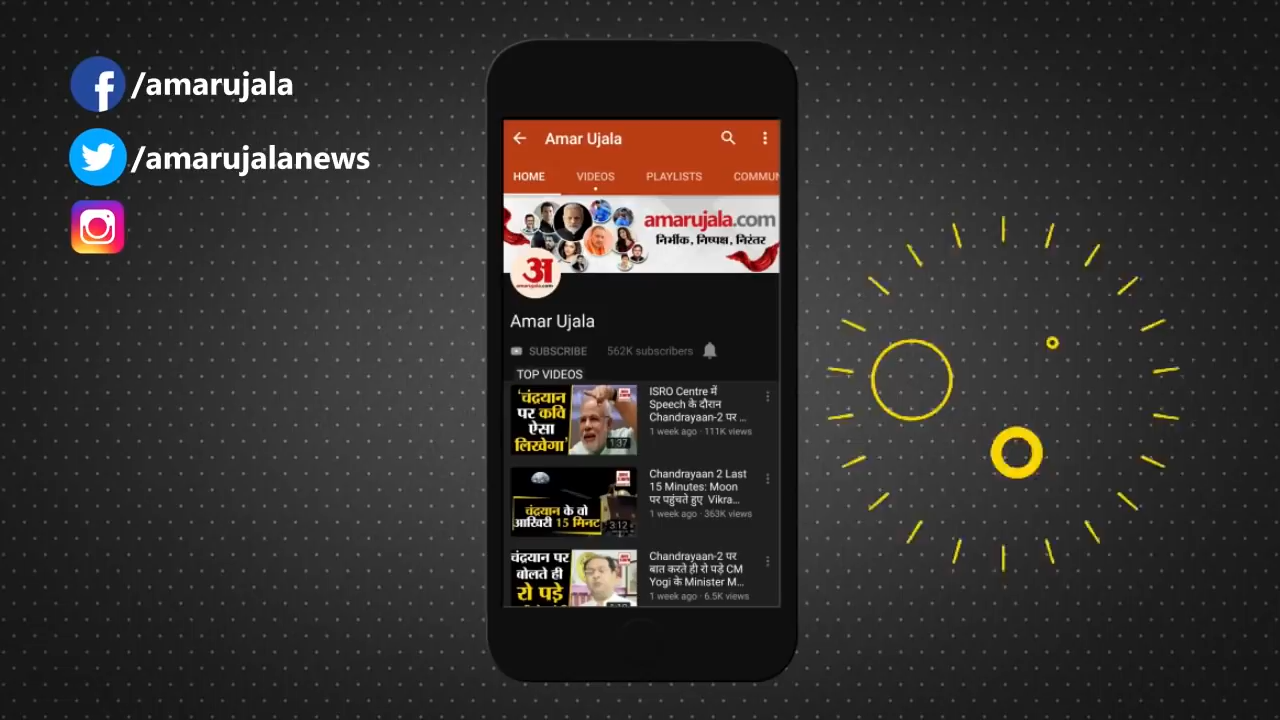 /amarujala
/amarujalanews
Amar Ujala
HOME VIDEOS PLAYLISTS COMMUN
amarujala.com
निर्भीक, निष्पक्ष, निरंतर
अ
amarujala.com
Amar Ujala
SUBSCRIBE 562K subscribers
TOP VIDEOS
'चंद्रयान
पर कवि
ऐसा
लिखेगा'
1:37
ISRO Centre में
Speech के दौरान
Chandrayaan-2 पर ...
1 week ago · 111K views
चंद्रयान के वो
आखिरी 15 मिनट
3:12
Chandrayaan 2 Last
15 Minutes: Moon
पर पहुंचते हुए Vikra...
1 week ago · 363K views
चंद्रयान पर
बोलते ही
रो पड़े
Chandrayaan-2 पर
बात करते ही रो पड़े CM
Yogi के Minister M...
1 week ago · 6.5K views